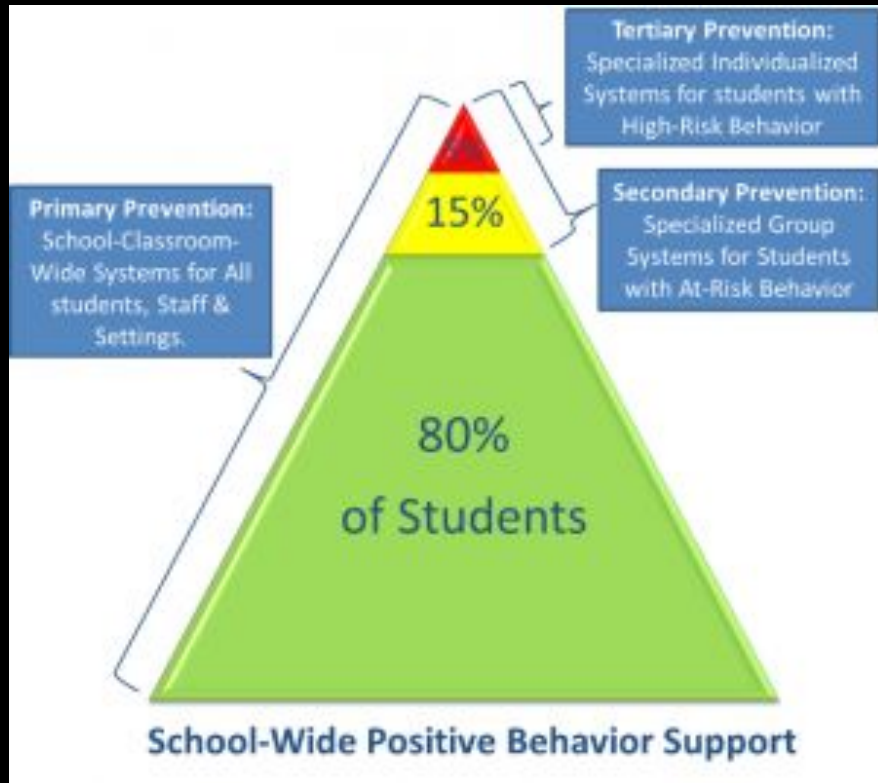 Tertiary Prevention:
Specialized Individualized
Systems for students with
High-Risk Behavior
Primary Prevention:
School-Classroom-
Wide Systems for All
students, Staff &
Settings.
15%
Secondary Prevention:
Specialized Group
Systems for Students
with At-Risk Behavior
80%
of Students
School-Wide Positive Behavior Support